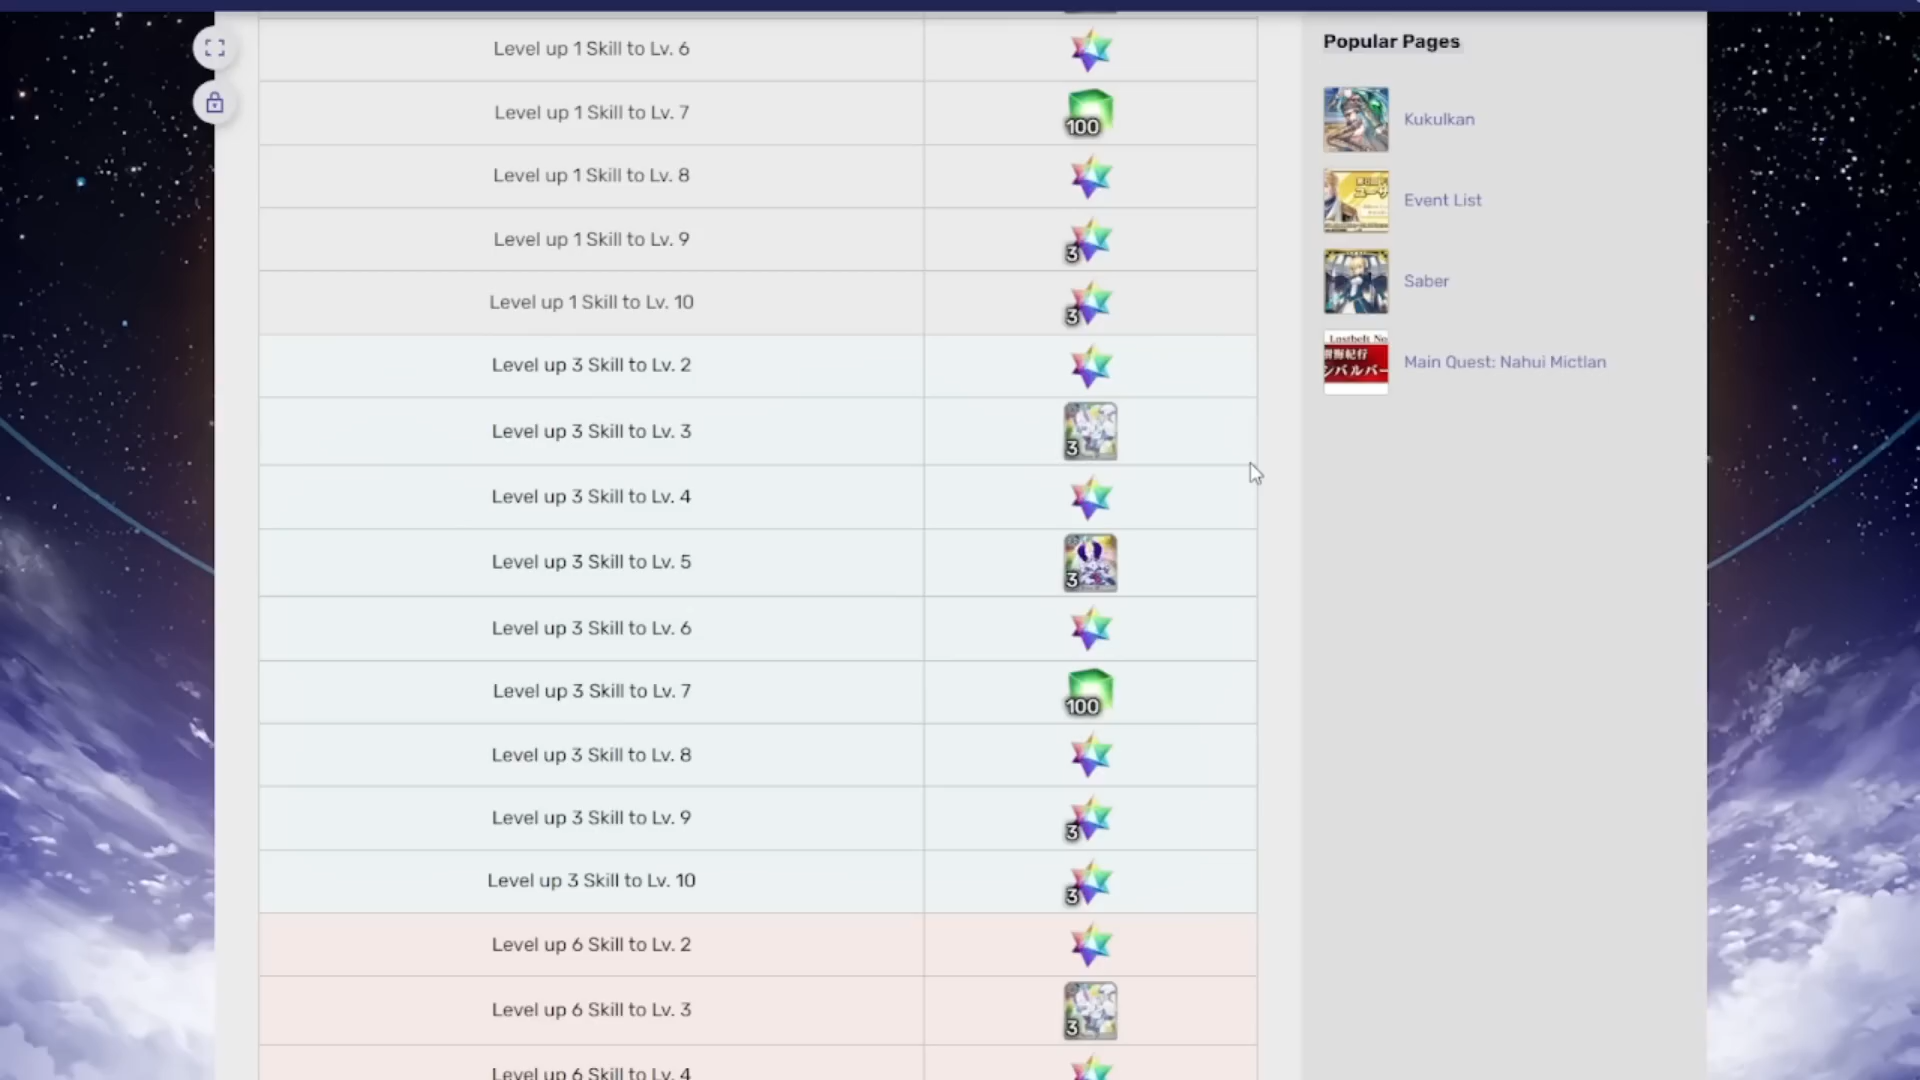 Level up 1 Skill to Lv. 6
Level up 1 Skill to Lv. 7
100
Level up 1 Skill to Lv. 8
Level up 1 Skill to Lv. 9
3
Level up 1 Skill to Lv. 10
3
Level up 3 Skill to Lv. 2
Level up 3 Skill to Lv. 3
3
Level up 3 Skill to Lv. 4
Level up 3 Skill to Lv. 5
3
Level up 3 Skill to Lv. 6
Level up 3 Skill to Lv. 7
100
Level up 3 Skill to Lv. 8
Level up 3 Skill to Lv. 9
3
Level up 3 Skill to Lv. 10
3
Level up 6 Skill to Lv. 2
Level up 6 Skill to Lv. 3
3
Level up 6 Skill to Lv. 4
Popular Pages
Kukulkan
Event List
Saber
Lostbelt No
Main Quest: Nahui Mictlan